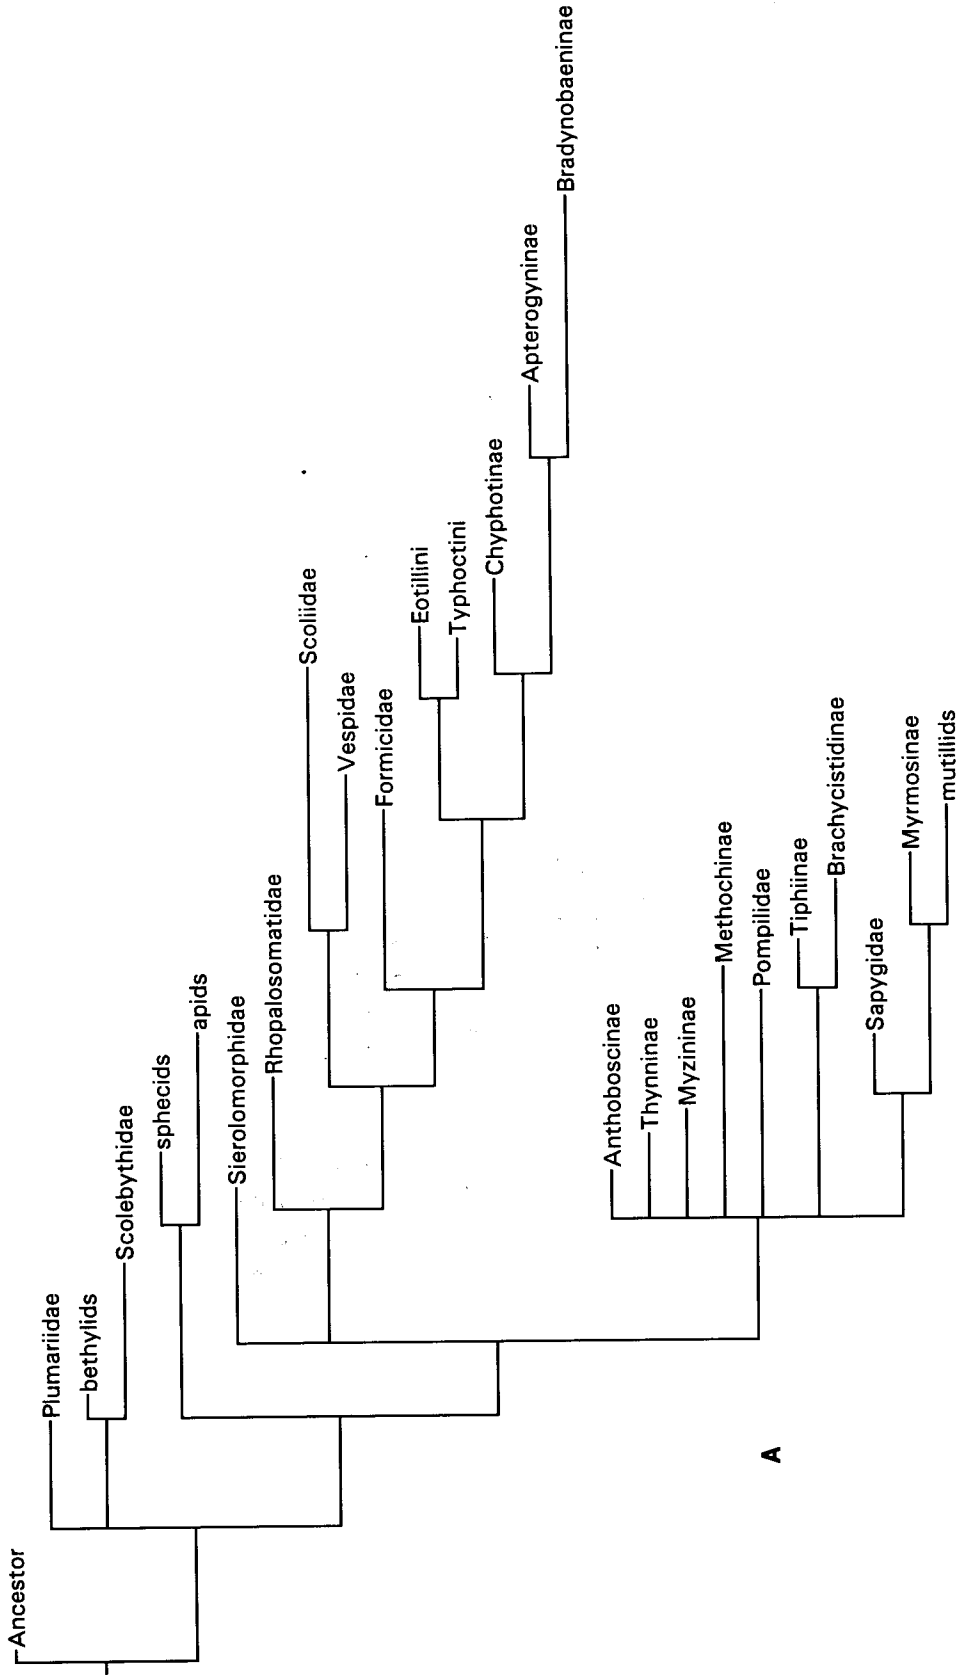 Ancestor
Plumariidae
bethylids
Scolebythidae
sphecids
apids
Sierolomorphidae
Rhopalosomatidae
Scoliidae
Vespidae
Formicidae
Eotillini
Typhoctini
Chyphotinae
Apterogyninae
Bradynobaeninae
Anthoboscinae
Thynninae
Myzininae
Methochinae
Pompilidae
Tiphiinae
Brachycistidinae
Sapygidae
Myrmosinae
mutillids
A